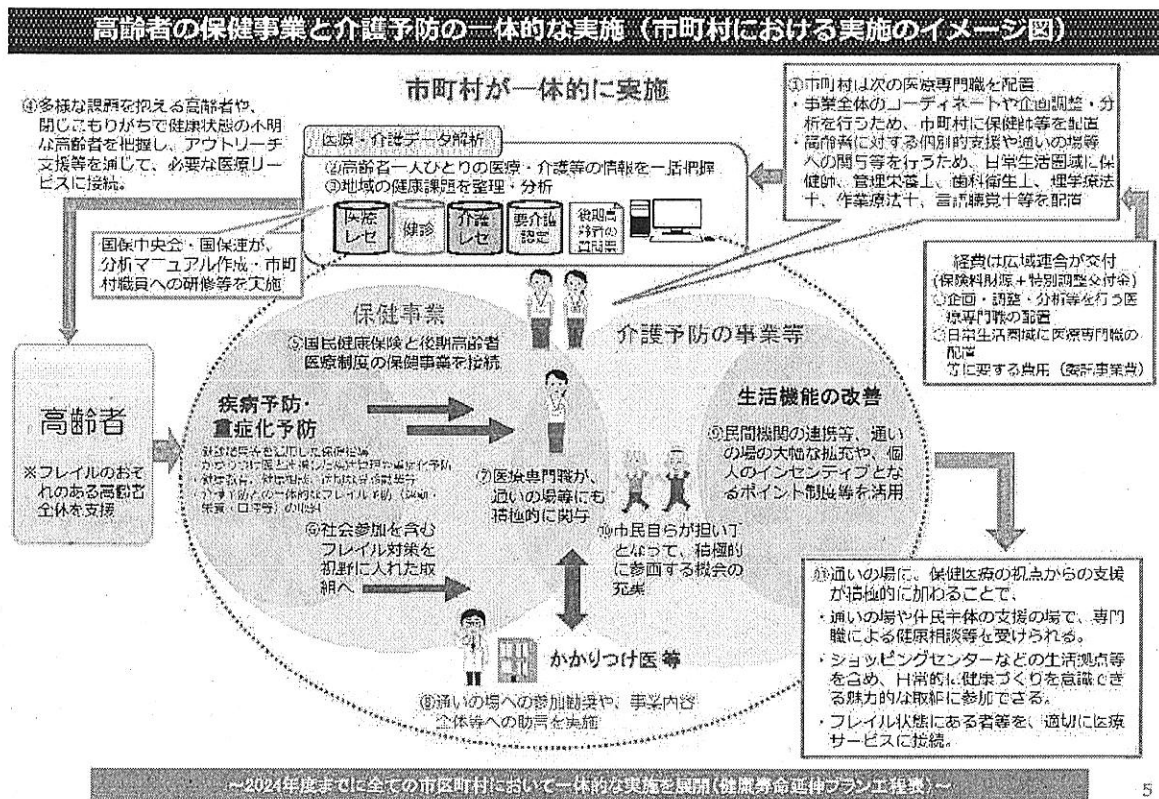 高齢者の保健事業と介護予防の一体的な実施（市町村における実施のイメージ図）
市町村が一体的に実施
④多様な課題を抱える高齢者や、
閉じこもりがちで健康状態の不明
な高齢者を把握し、アウトリーチ
支援等を通じて、必要な医療サー
ビスに接続。
医療・介護データ解析
②高齢者一人ひとりの医療・介護等の情報を一括把握
③地域の健康課題を整理・分析
医療
レセ
健診
介護
レセ
要介護
認定
後期高
齢者の
質問票
①市町村は次の医療専門職を配置
・事業全体のコーディネートや企画調整・分
析を行うため、市町村に保健師等を配置
・高齢者に対する個別的支援や通いの場等
への関与等を行うため、日常生活圏域に保
健師、管理栄養士、歯科衛生士、理学療法
士、作業療法士、言語聴覚士等を配置
国保中央会・国保連が、
分析マニュアル作成・市町
村職員への研修等を実施
経費は広域連合が交付
(保険料財源＋特別調整交付金)
企画・調整・分析等を行う医
療専門職の配置
日常生活圏域に医療専門職の
配置
等に要する費用（委託事業費）
保健事業
⑤国民健康保険と後期高齢者
医療制度の保健事業を接続
介護予防の事業等
高齢者
※フレイルのおそ
れのある高齢者
全体を支援
疾病予防・
重症化予防
⑥社会参加を含む
フレイル対策を
視野に入れた取
組へ
⑦医療専門職が、
通いの場等にも
積極的に関与
生活機能の改善
⑨民間機関の連携等、通い
の場の大幅な拡充や、個
人のインセンティブとな
るポイント制度等を活用
⑩市民自らが担い手
となって、積極的
に参画する機会の
充実
かかりつけ医等
⑧通いの場への参加勧奨や、事業内容
全体等への助言を実施
⑪通いの場に、保健医療の視点からの支援
が積極的に加わることで、
・通いの場や住民主体の支援の場で、専門
職による健康相談等を受けられる。
・ショッピングセンターなどの生活拠点等
を含め、日常的に健康づくりを意識でき
る魅力的な取組に参加できる。
・フレイル状態にある者等を、適切に医療
サービスに接続。
～2024年度までに全ての市区町村において一体的な実施を展開(健康寿命延伸プラン工程表)～
5